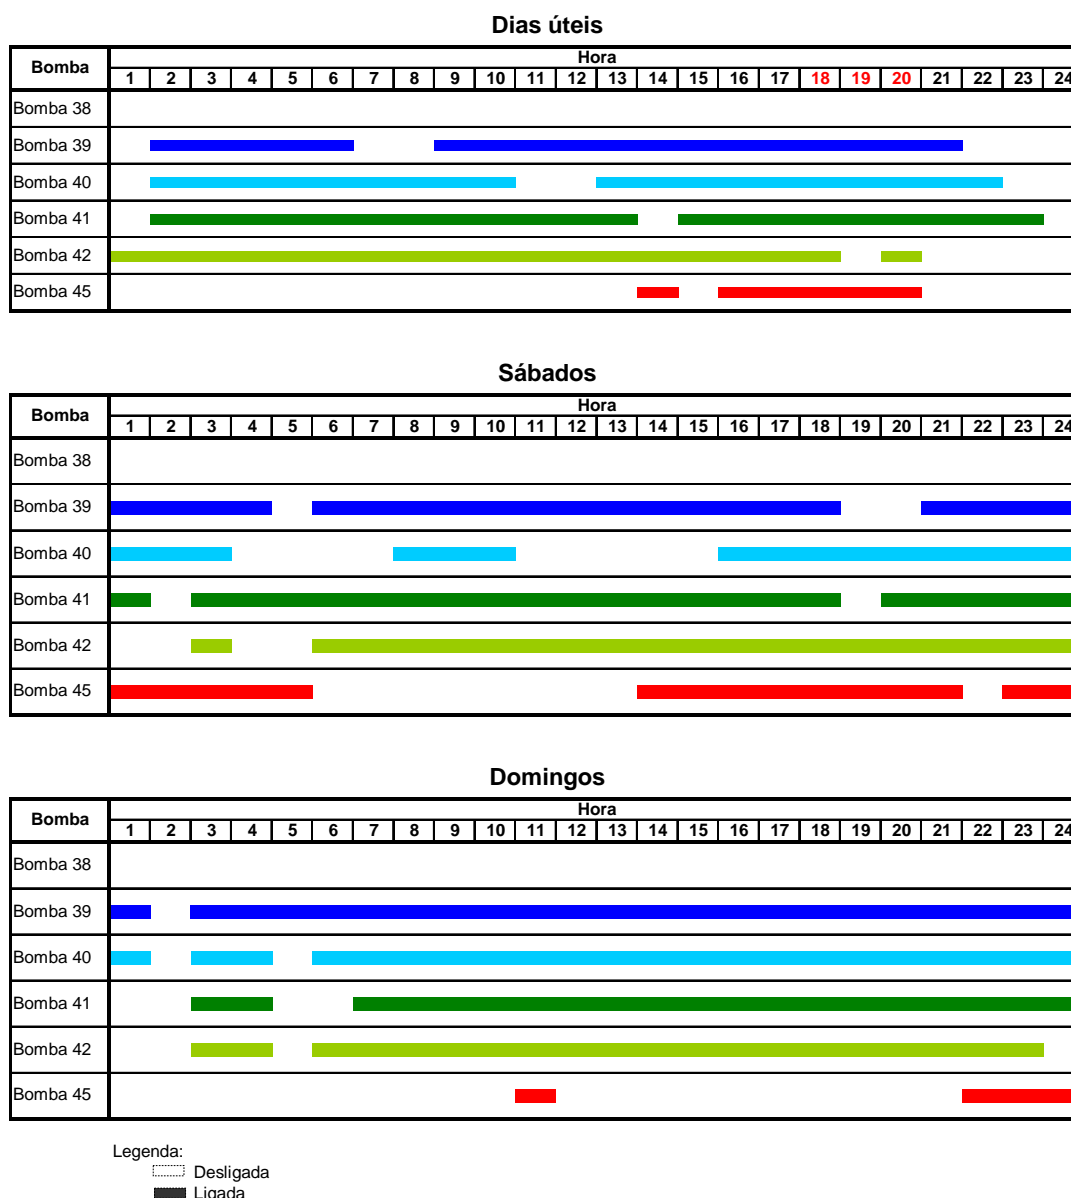 Dias úteis
Bomba Hora
1 2 3 4 5 6 7 8 9 10 11 12 13 14 15 16 17 18 19 20 21 22 23 24
Bomba 38
Bomba 39
Bomba 40
Bomba 41
Bomba 42
Bomba 45
Sábados
Bomba Hora
1 2 3 4 5 6 7 8 9 10 11 12 13 14 15 16 17 18 19 20 21 22 23 24
Bomba 38
Bomba 39
Bomba 40
Bomba 41
Bomba 42
Bomba 45
Domingos
Bomba Hora
1 2 3 4 5 6 7 8 9 10 11 12 13 14 15 16 17 18 19 20 21 22 23 24
Bomba 38
Bomba 39
Bomba 40
Bomba 41
Bomba 42
Bomba 45
Legenda:
Desligada
Ligada